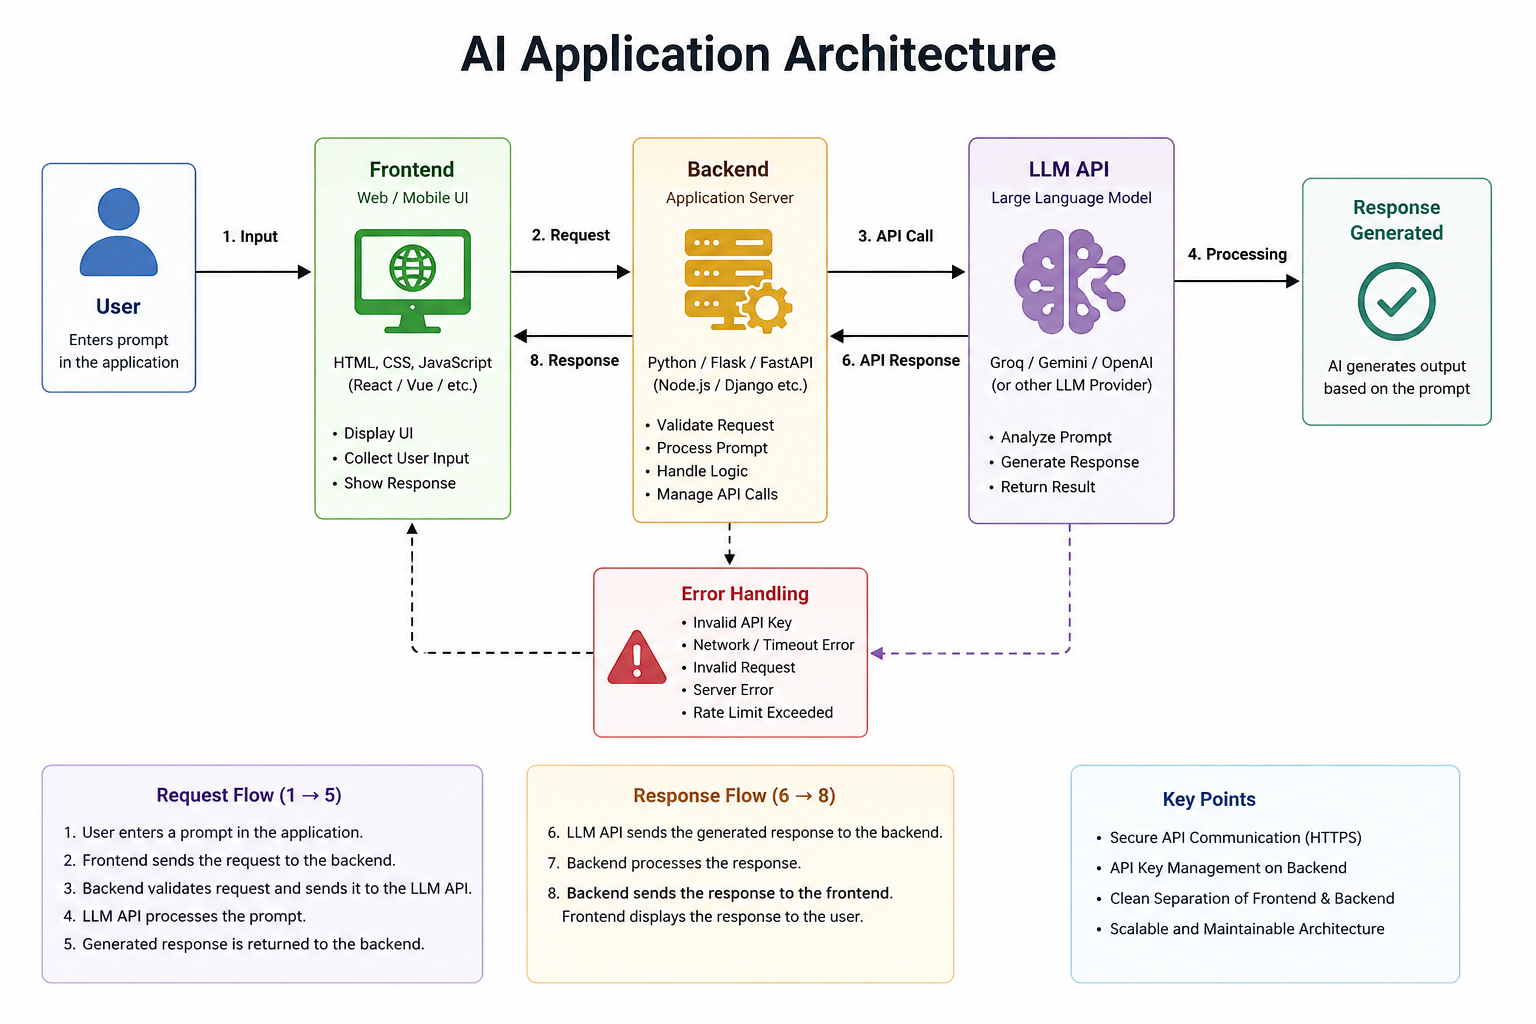 AI Application Architecture
User
Enters prompt
in the application
1. Input
Frontend
Web / Mobile UI
HTML, CSS, JavaScript
(React / Vue / etc.)
• Display UI
• Collect User Input
• Show Response
2. Request
8. Response
Backend
Application Server
Python / Flask / FastAPI
(Node.js / Django etc.)
• Validate Request
• Process Prompt
• Handle Logic
• Manage API Calls
3. API Call
6. API Response
LLM API
Large Language Model
Groq / Gemini / OpenAI
(or other LLM Provider)
• Analyze Prompt
• Generate Response
• Return Result
4. Processing
Response
Generated
AI generates output
based on the prompt
Error Handling
• Invalid API Key
• Network / Timeout Error
• Invalid Request
• Server Error
• Rate Limit Exceeded
Request Flow (1 → 5)
1. User enters a prompt in the application.
2. Frontend sends the request to the backend.
3. Backend validates request and sends it to the LLM API.
4. LLM API processes the prompt.
5. Generated response is returned to the backend.
Response Flow (6 → 8)
6. LLM API sends the generated response to the backend.
7. Backend processes the response.
8. Backend sends the response to the frontend.
Frontend displays the response to the user.
Key Points
• Secure API Communication (HTTPS)
• API Key Management on Backend
• Clean Separation of Frontend & Backend
• Scalable and Maintainable Architecture